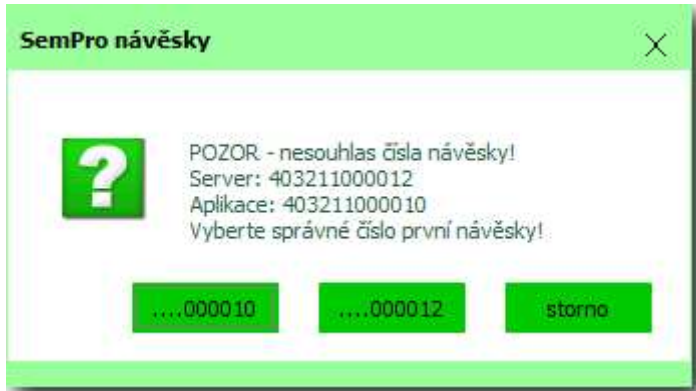 SemPro návěsky
POZOR - nesouhlas čísla návěsky!
Server: 403211000012
Aplikace: 403211000010
Vyberte správné číslo první návěsky!
....000010
....000012
storno